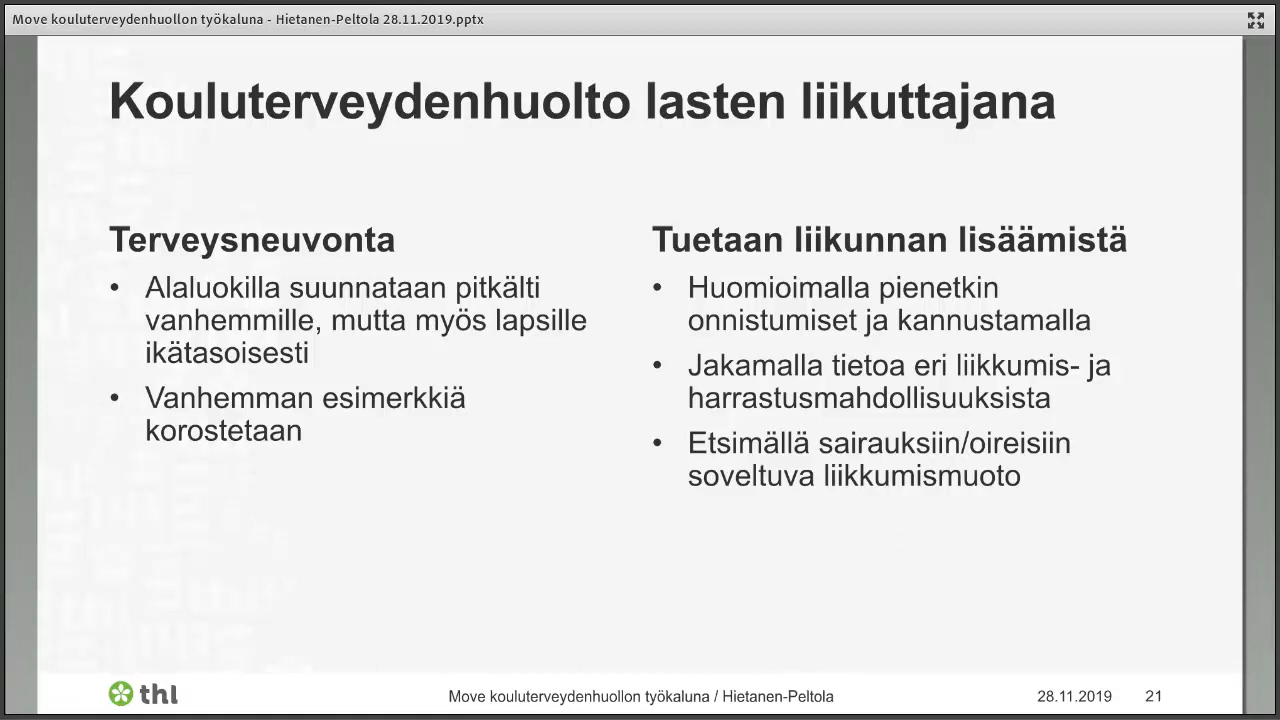 Move kouluterveydenhuollon työkaluna - Hietanen-Peltola 28.11.2019.pptx
Kouluterveydenhuolto lasten liikuttajana
Terveysneuvonta
• Alaluokilla suunnataan pitkälti
vanhemmille, mutta myös lapsille
ikätasoisesti
• Vanhemman esimerkkiä
korostetaan
Tuetaan liikunnan lisäämistä
• Huomioimalla pienetkin
onnistumiset ja kannustamalla
• Jakamalla tietoa eri liikkumis- ja
harrastusmahdollisuuksista
• Etsimällä sairauksiin/oireisiin
soveltuva liikkumismuoto
thl
Move kouluterveydenhuollon työkaluna / Hietanen-Peltola
28.11.2019
21